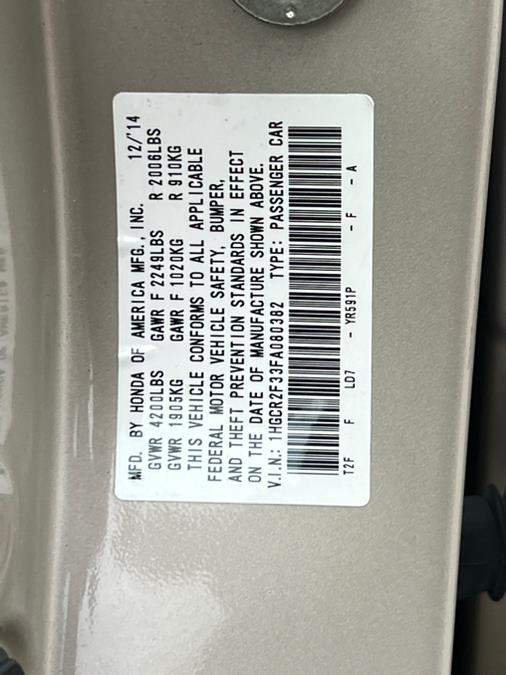 MFD. BY HONDA OF AMERICA MFG., INC. 12/'14
GVWR 4200LBS GAWR F 2249LBS R 2006LBS
GVWR 1905KG GAWR F 1020KG R 910KG
THIS VEHICLE CONFORMS TO ALL APPLICABLE
FEDERAL MOTOR VEHICLE SAFETY, BUMPER,
AND THEFT PREVENTION STANDARDS IN EFFECT
ON THE DATE OF MANUFACTURE SHOWN ABOVE.
V.I.N.: 1HGCR2F33FA080382 TYPE: PASSENGER CAR
T2F F LD7 - YR591P - F - A